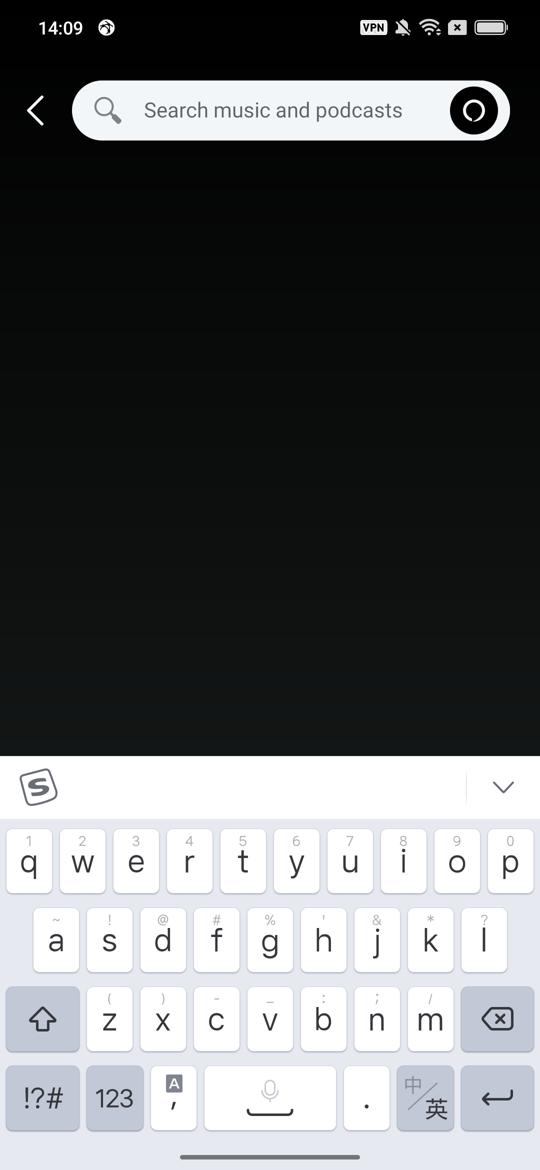 14:09
VPN
Search music and podcasts
S
1 2 3 4 5 6 7 8 9 0
q w e r t y u i o p
~ ! @ # % ' & * ?
a s d f g h j k l
( ) - _ : ; /
z x c v b n m
!?# 123 A , . 中/英